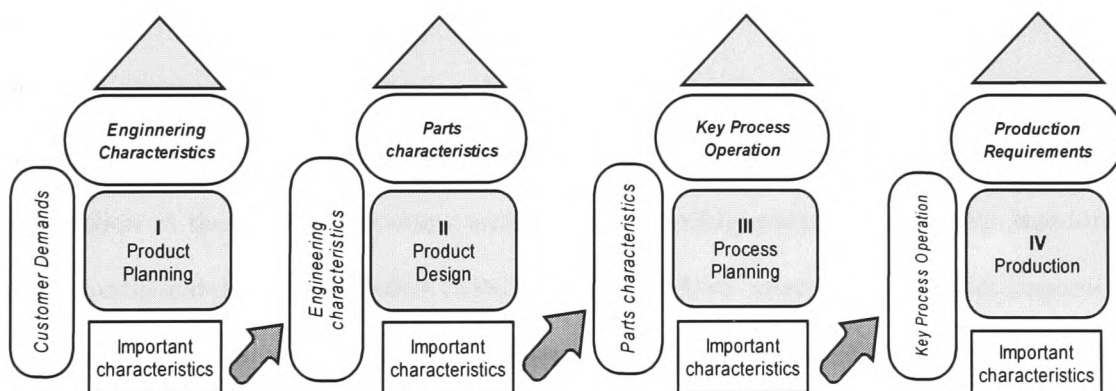 Enginnering
Characteristics
Customer Demands
I
Product
Planning
Important
characteristics
Parts
characteristics
Engineering
characteristics
II
Product
Design
Important
characteristics
Key Process
Operation
Parts characteristics
III
Process
Planning
Important
characteristics
Production
Requirements
Key Process Operation
IV
Production
Important
characteristics